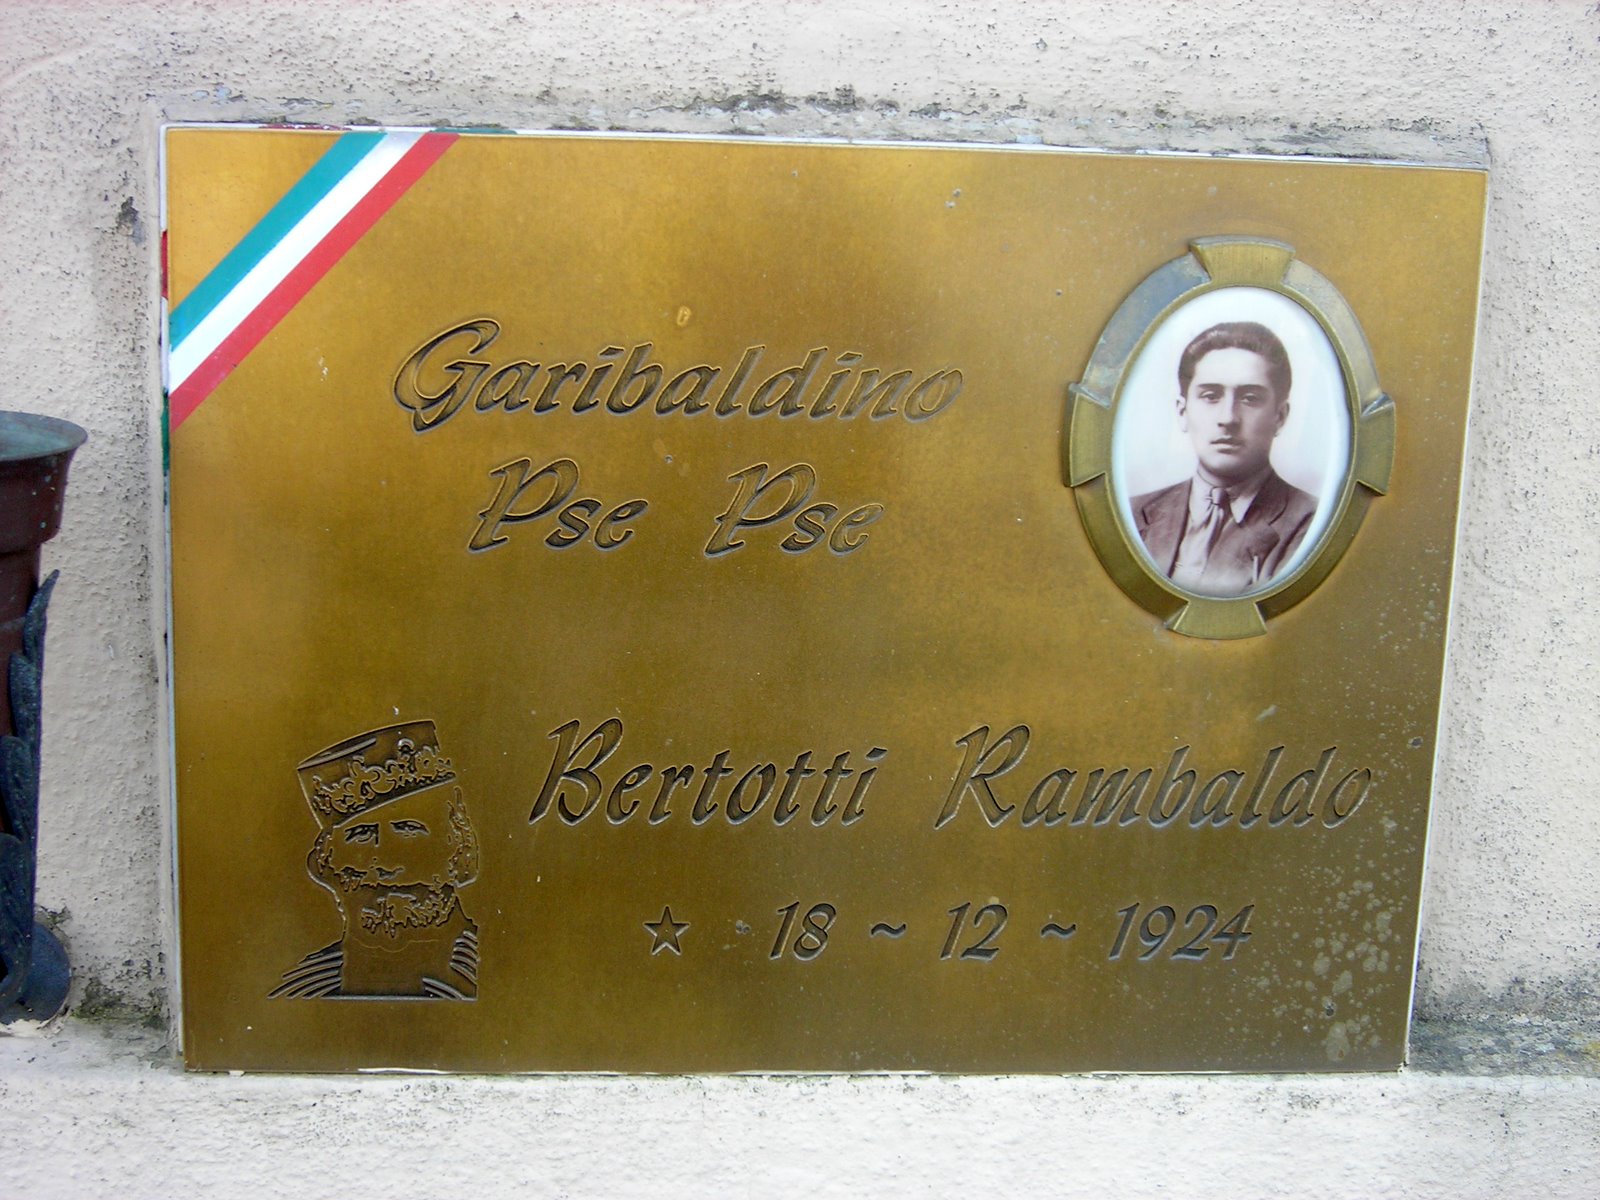 Garibaldino
Pse Pse
Bertotti Rambaldo
★ 18 ~ 12 ~ 1924